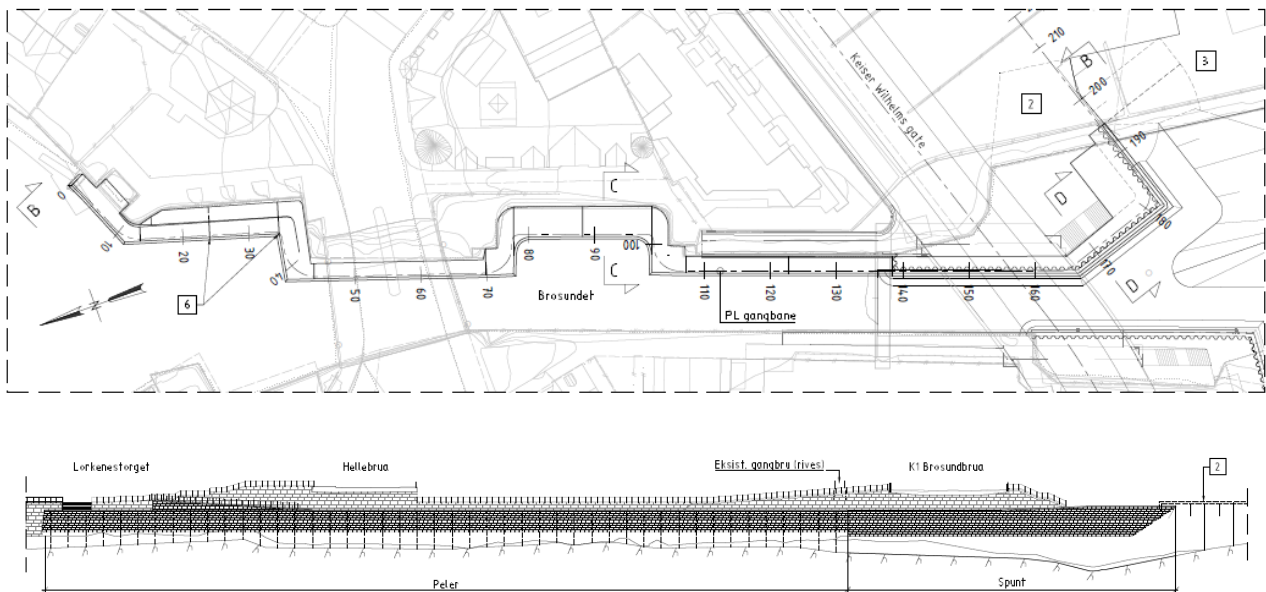 210
B
3
200
2
Keiser Wilhelms gate
190
C
D
0
B
180
10
20
30
100
40
80
90
170
C
D
50
60
70
110
120
130
140
150
160
N
6
Brosundet
PL gangbane
Lorkenestorget
Hellebrua
Eksist. gangbru (rives)
K1 Brosundbrua
2
Peler
Spunt